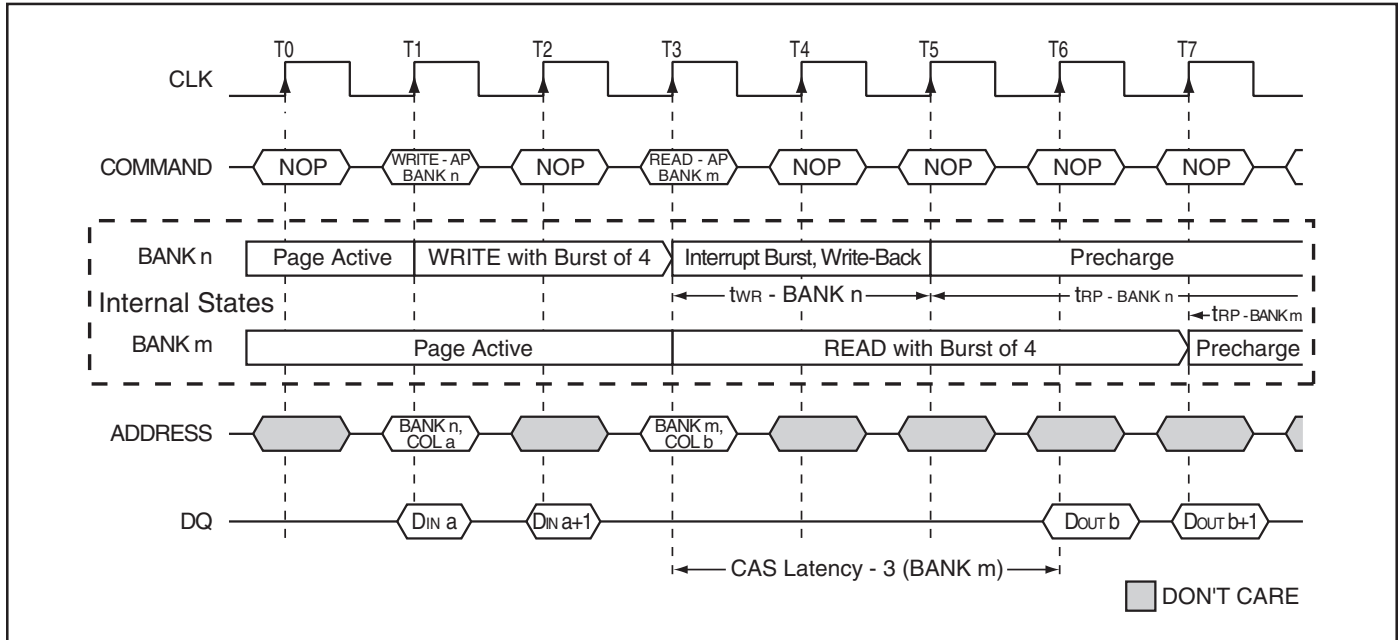 T0 T1 T2 T3 T4 T5 T6 T7
CLK
COMMAND NOP WRITE - AP BANK n NOP READ - AP BANK m NOP NOP NOP NOP
BANK n Page Active WRITE with Burst of 4 Interrupt Burst, Write-Back Precharge
Internal States tWR - BANK n tRP - BANK n
tRP - BANK m
BANK m Page Active READ with Burst of 4 Precharge
ADDRESS BANK n, COL a BANK m, COL b
DQ DIN a DIN a+1 DOUT b DOUT b+1
CAS Latency - 3 (BANK m)
DON'T CARE